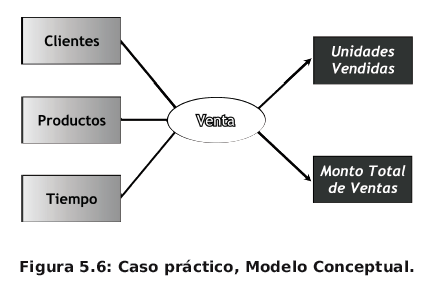 Clientes
Productos
Tiempo
Venta
Unidades
Vendidas
Monto Total
de Ventas
Figura 5.6: Caso práctico, Modelo Conceptual.